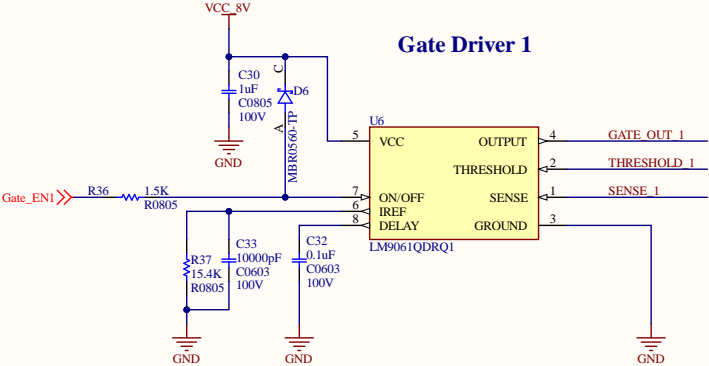 VCC_8V
Gate Driver 1
C30
1uF
C0805
100V
C
D6
A
MBR0560-TP
GND
U6
5
VCC
OUTPUT
4
GATE_OUT_1
THRESHOLD
2
THRESHOLD_1
Gate_EN1
R36
1.5K
R0805
7
ON/OFF
SENSE
1
SENSE_1
6
IREF
8
DELAY
GROUND
3
LM9061QDRQ1
R37
15.4K
R0805
C33
10000pF
C0603
100V
C32
0.1uF
C0603
100V
GND
GND
GND